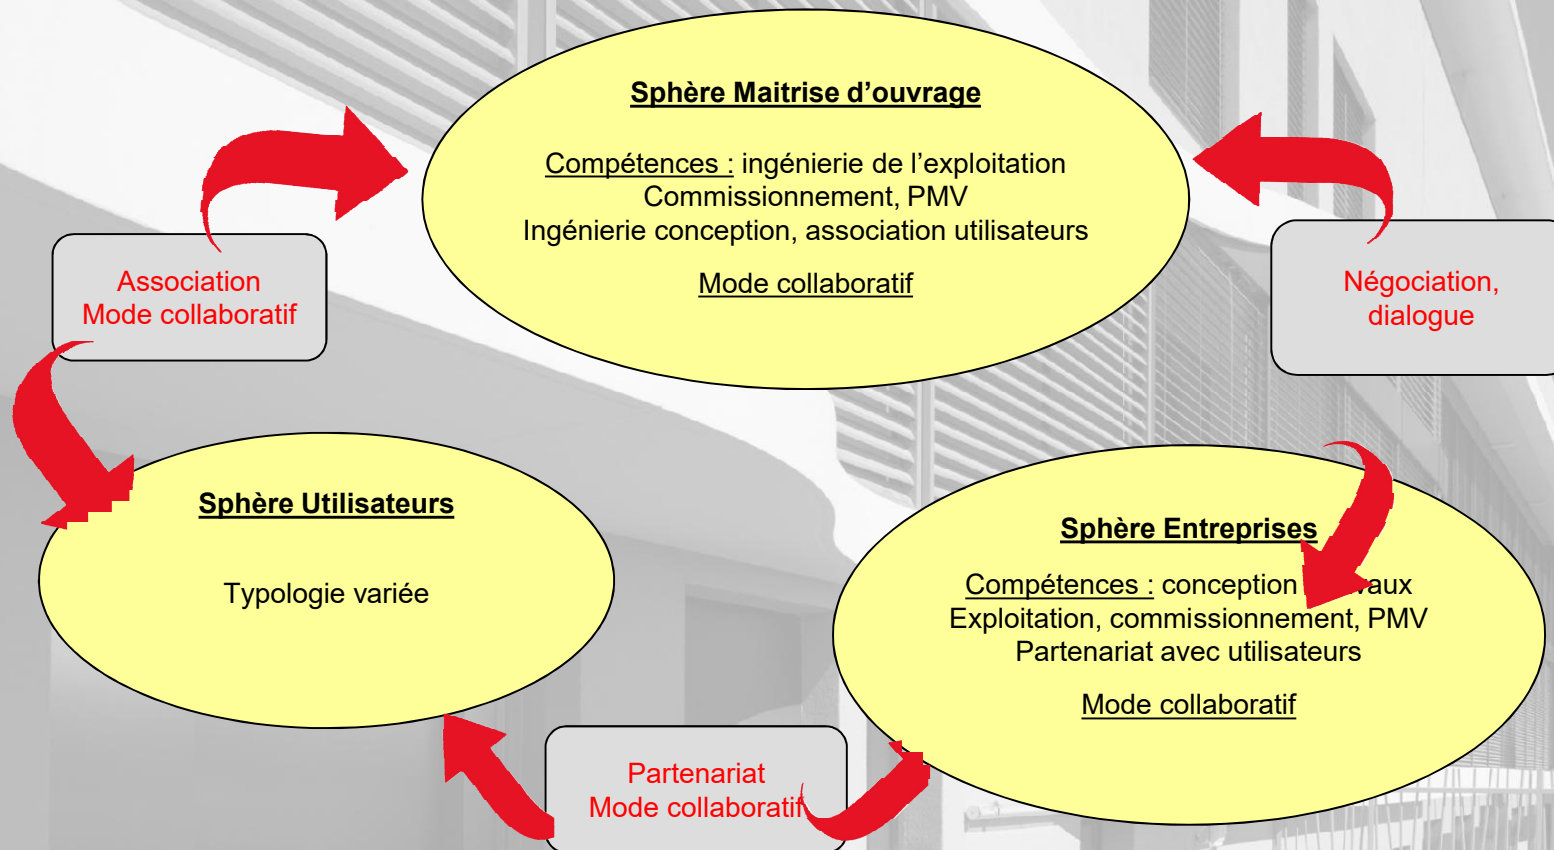 Sphère Maitrise d'ouvrage
Compétences : ingénierie de l'exploitation
Commissionnement, PMV
Ingénierie conception, association utilisateurs
Mode collaboratif
Association
Mode collaboratif
Négociation,
dialogue
Sphère Utilisateurs
Typologie variée
Sphère Entreprises
Compétences : conception vaux
Exploitation, commissionnement, PMV
Partenariat avec utilisateurs
Mode collaboratif
Partenariat
Mode collaboratif